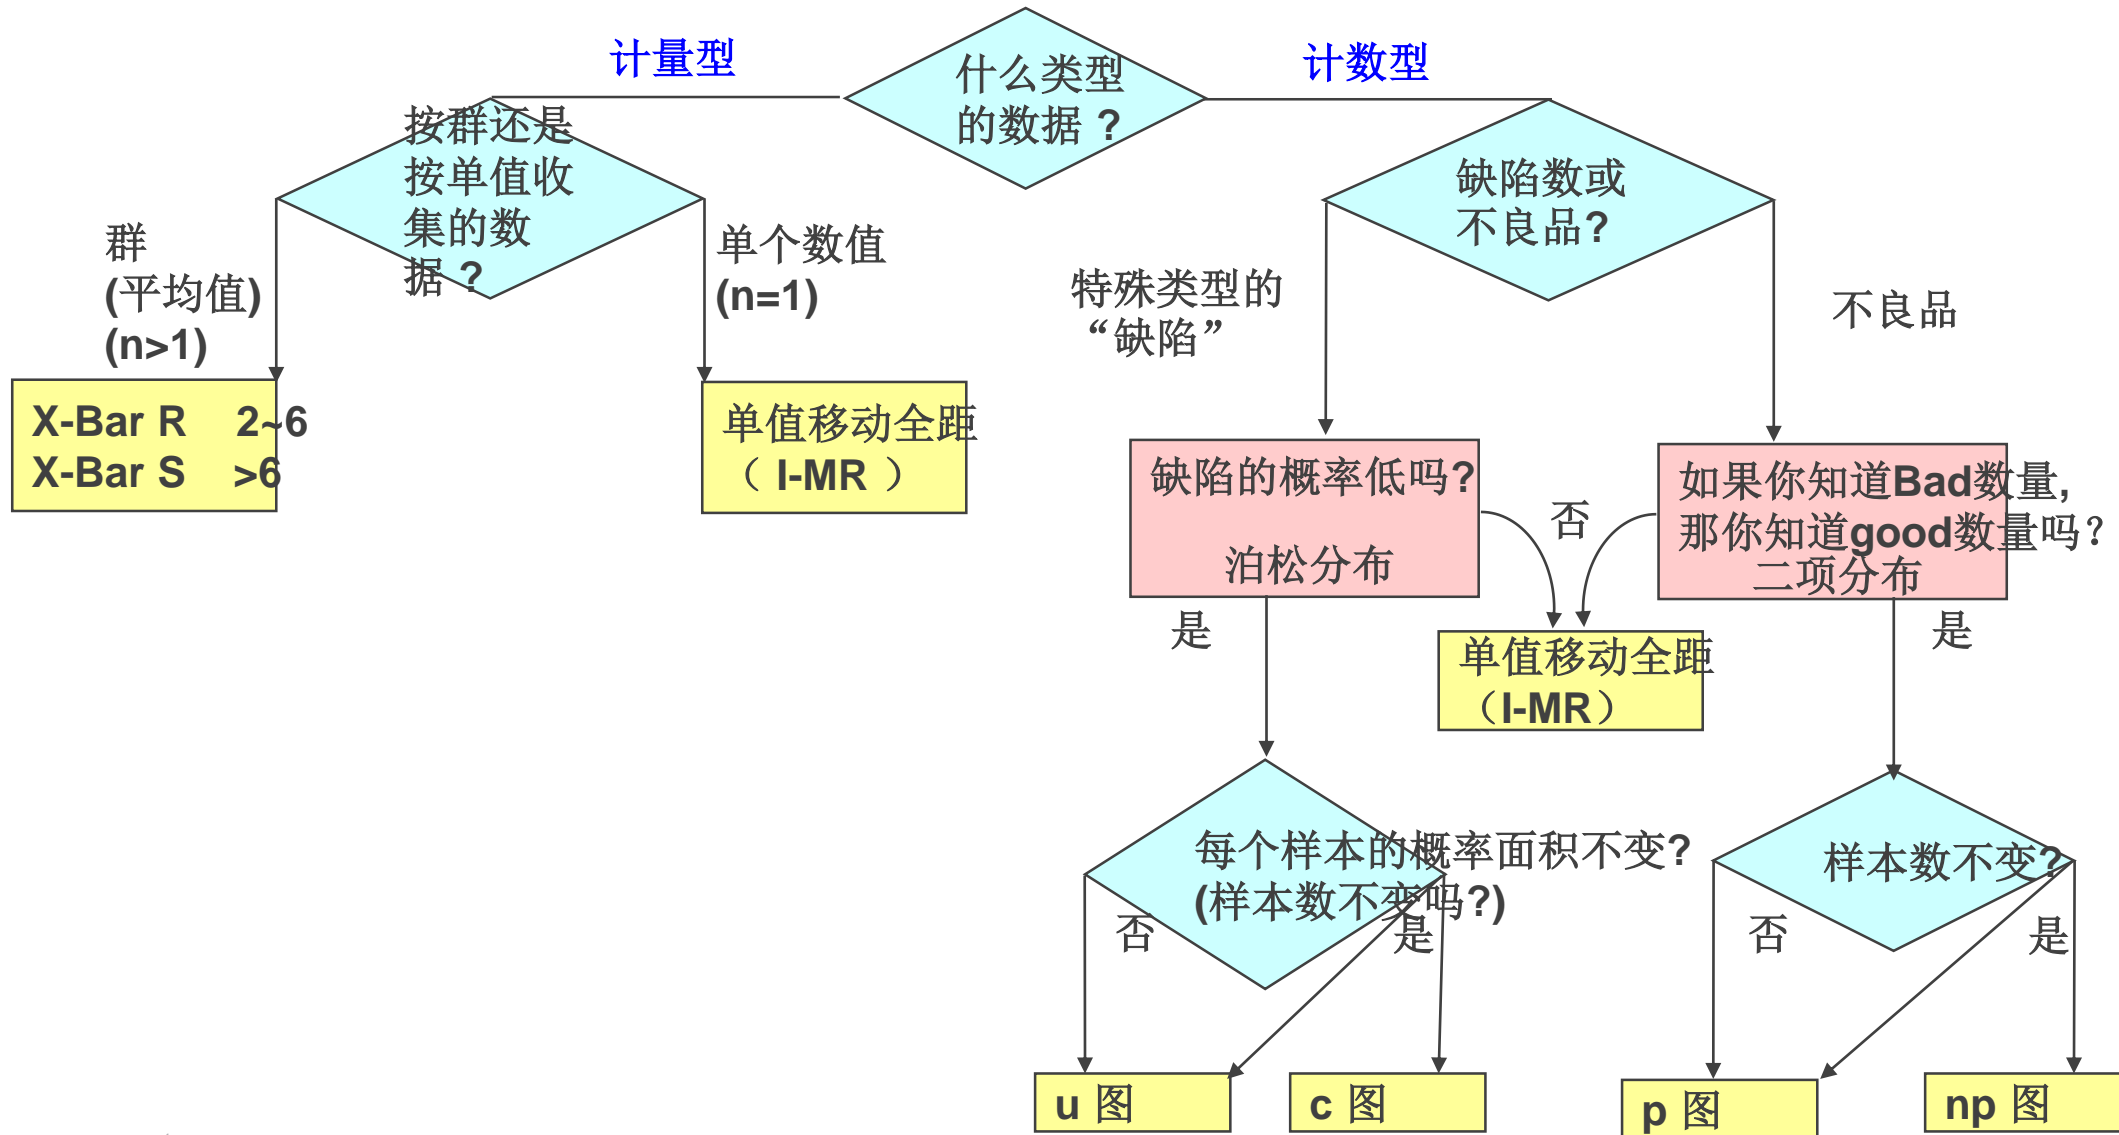 什么类型
的数据 ?
计量型
计数型
按群还是
按单值收
集的数
据 ?
群
(平均值)
(n>1)
单个数值
(n=1)
X-Bar R 2~6
X-Bar S >6
单值移动全距
（ I-MR ）
缺陷数或
不良品?
特殊类型的
“缺陷”
不良品
缺陷的概率低吗?
泊松分布
否
如果你知道Bad数量,
那你知道good数量吗?
二项分布
是
单值移动全距
（I-MR）
是
每个样本的概率面积不变?
(样本数不变吗?)
否
是
样本数不变?
否
是
u 图
c 图
p 图
np 图